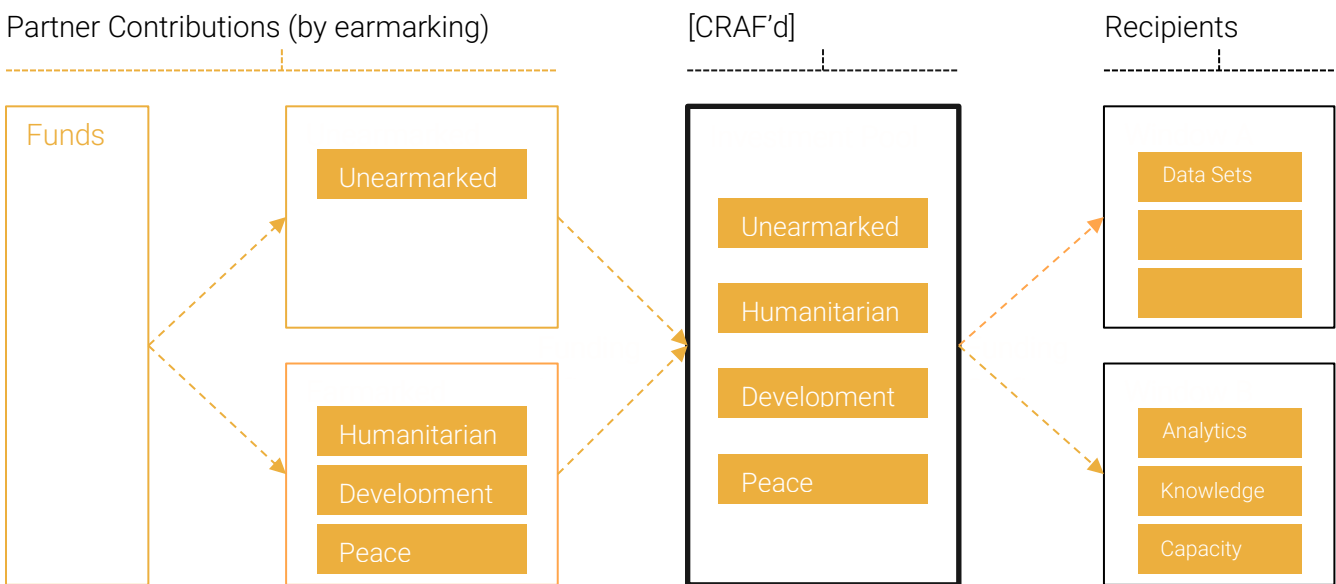 Partner Contributions (by earmarking)
[CRAF’d]
Recipients
Funds
Unearmarked
Humanitarian
Development
Peace
Unearmarked
Humanitarian
Development
Peace
Data Sets
Analytics
Knowledge
Capacity